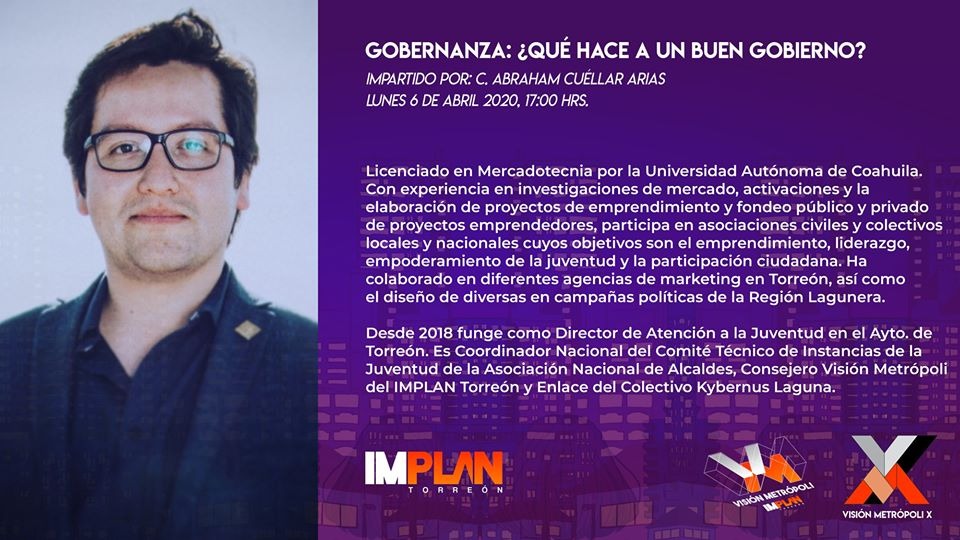 GOBERNANZA: ¿QUÉ HACE A UN BUEN GOBIERNO?
IMPARTIDO POR: C. ABRAHAM CUÉLLAR ARIAS
LUNES 6 DE ABRIL 2020, 17:00 HRS.
Licenciado en Mercadotecnia por la Universidad Autónoma de Coahuila.
Con experiencia en investigaciones de mercado, activaciones y la
elaboración de proyectos de emprendimiento y fondeo público y privado
de proyectos emprendedores, participa en asociaciones civiles y colectivos
locales y nacionales cuyos objetivos son el emprendimiento, liderazgo,
empoderamiento de la juventud y la participación ciudadana. Ha
colaborado en diferentes agencias de marketing en Torreón, así como
el diseño de diversas en campañas políticas de la Región Lagunera.
Desde 2018 funge como Director de Atención a la Juventud en el Ayto. de
Torreón. Es Coordinador Nacional del Comité Técnico de Instancias de la
Juventud de la Asociación Nacional de Alcaldes, Consejero Visión Metrópoli
del IMPLAN Torreón y Enlace del Colectivo Kybernus Laguna.
IMPLAN
TORREÓN
VISIÓN METRÓPOLI
IMPLAN
VISIÓN METRÓPOLI X